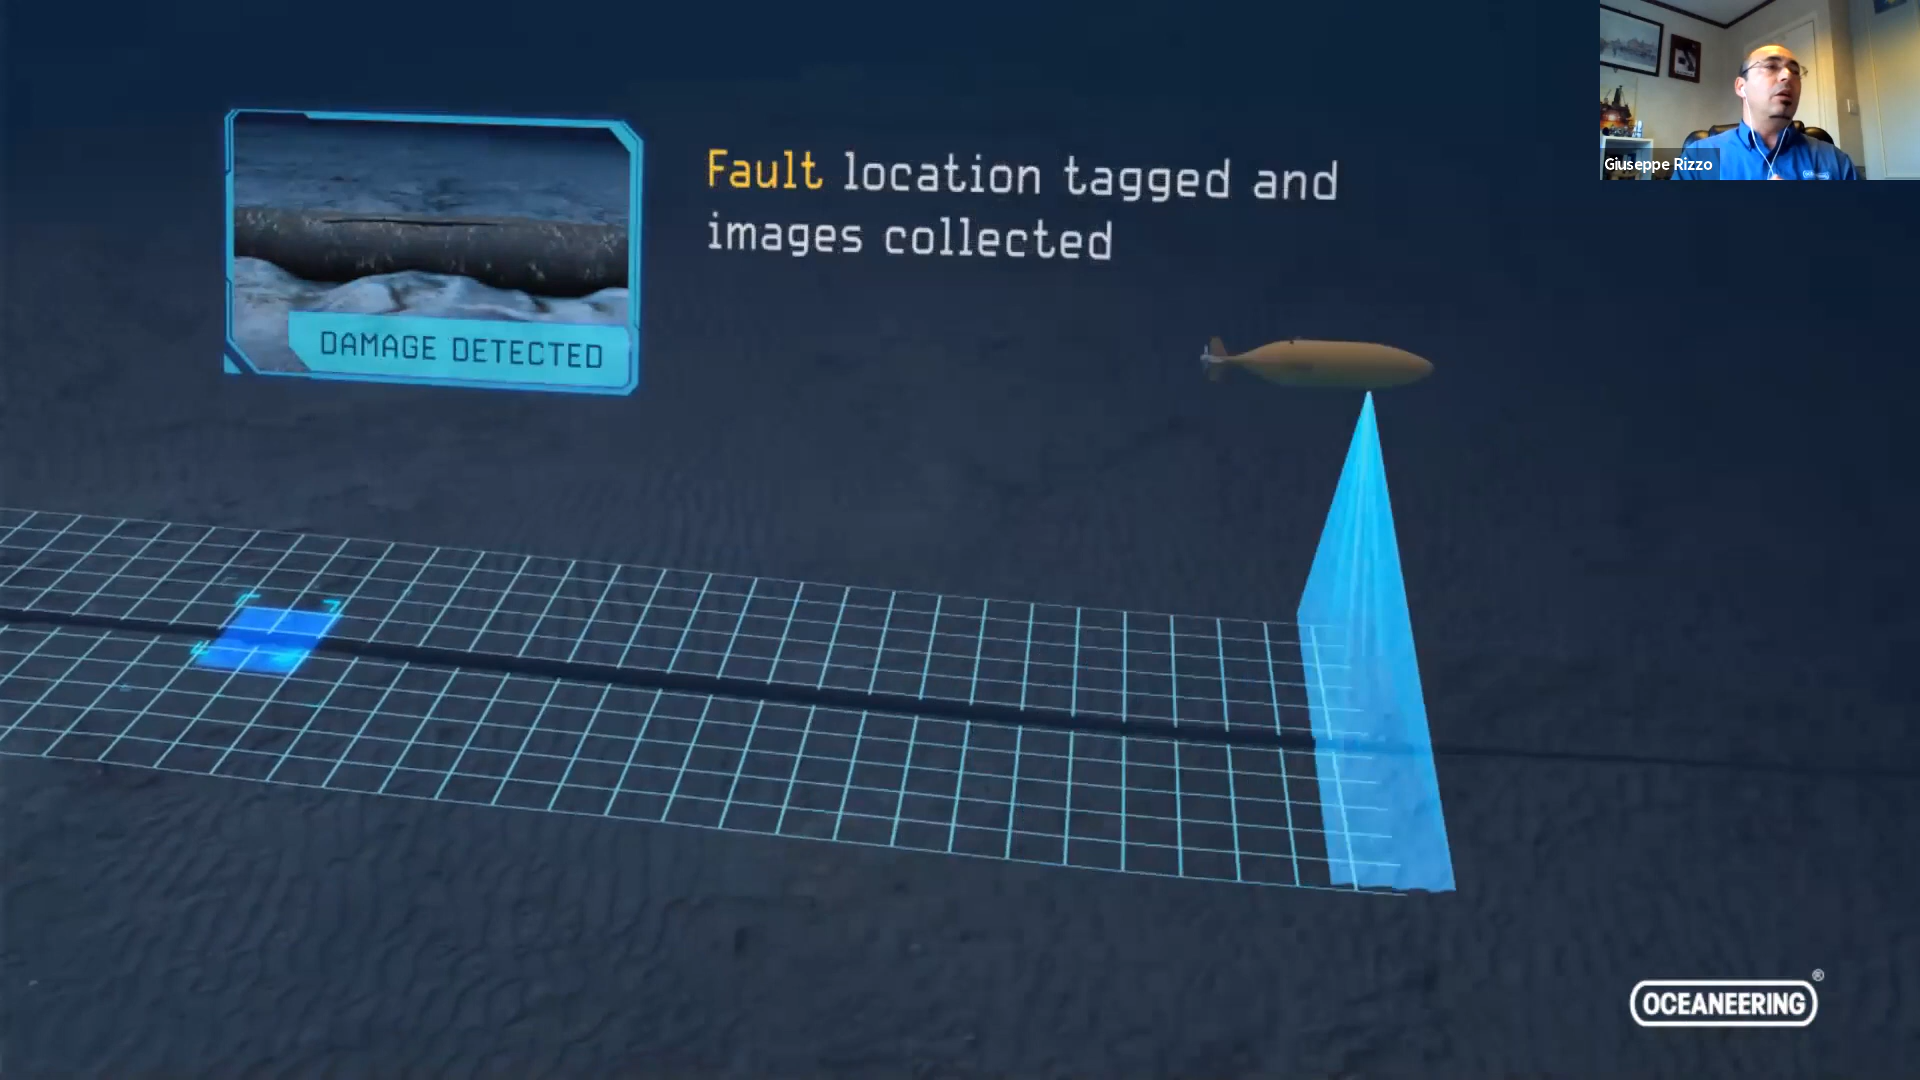 Fault location tagged and
images collected
DAMAGE DETECTED
Giuseppe Rizzo
OCEANEERING®